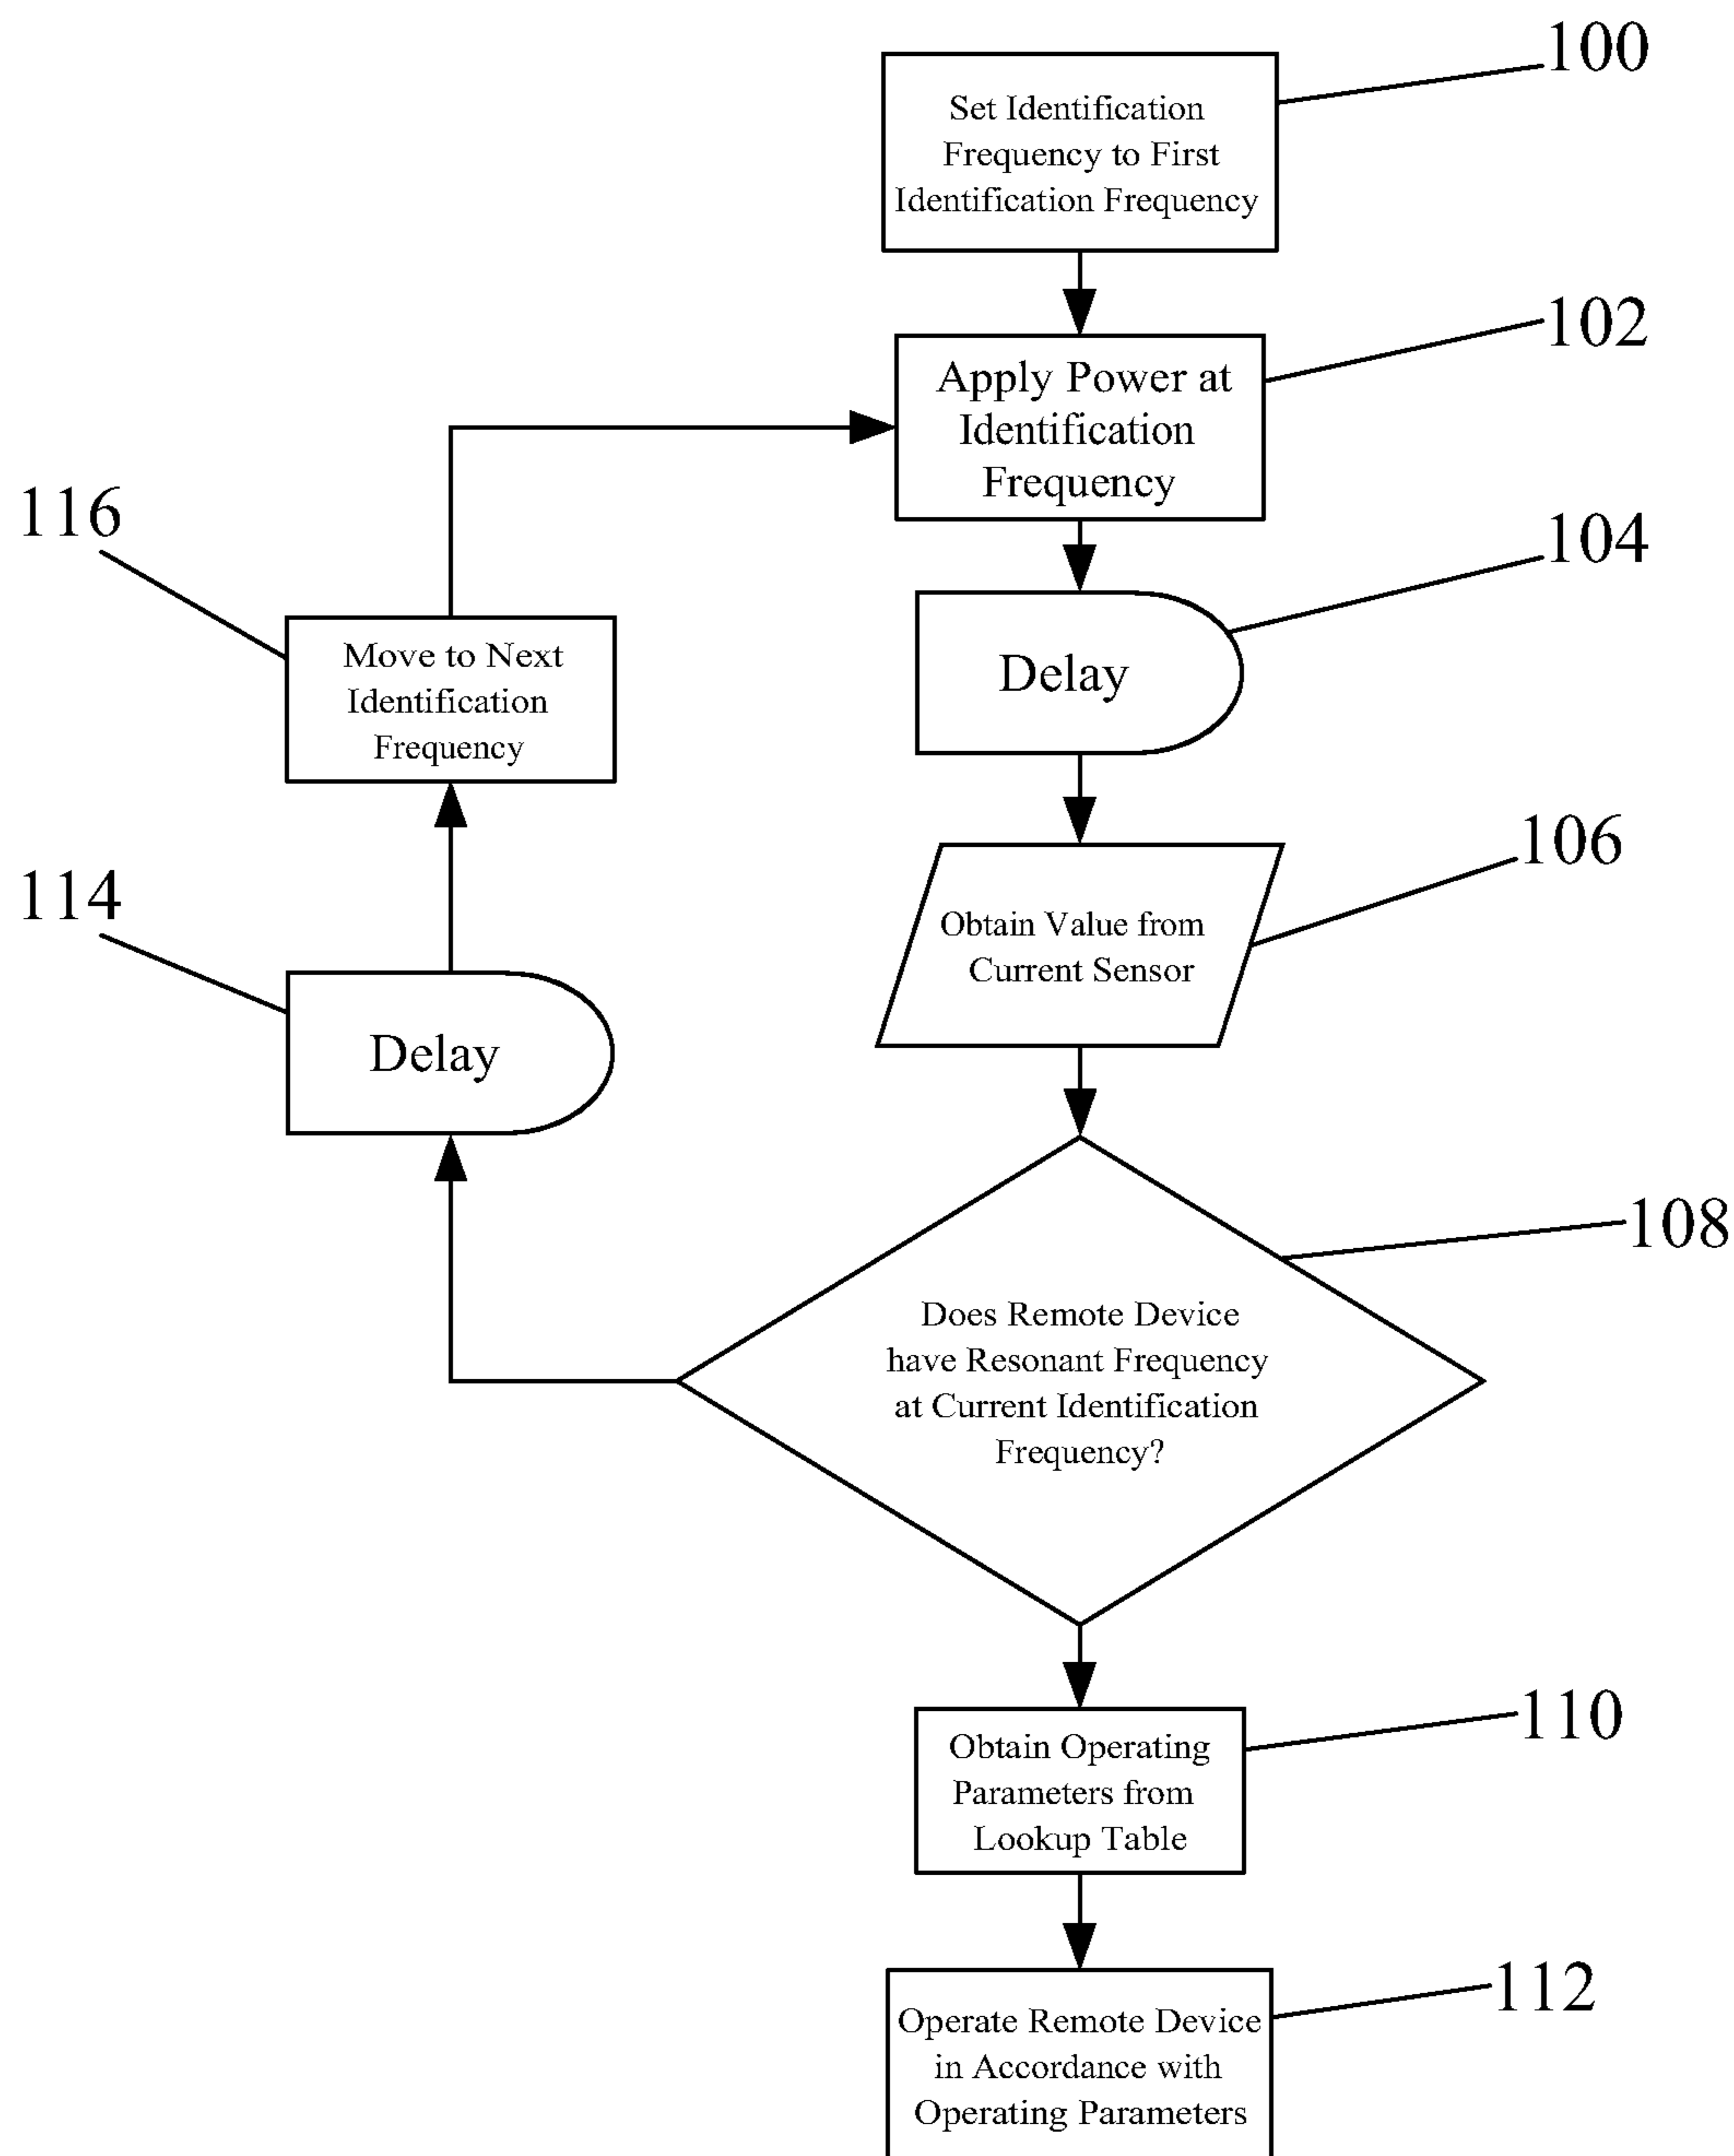 100
Set Identification
Frequency to First
Identification Frequency
102
Apply Power at
Identification
Frequency
104
Delay
116
Move to Next
Identification
Frequency
106
Obtain Value from
Current Sensor
114
Delay
108
Does Remote Device
have Resonant Frequency
at Current Identification
Frequency?
110
Obtain Operating
Parameters from
Lookup Table
112
Operate Remote Device
in Accordance with
Operating Parameters